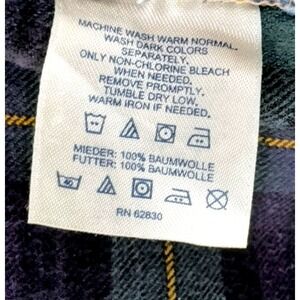 MACHINE WASH WARM NORMAL.
WASH DARK COLORS
SEPARATELY.
ONLY NON-CHLORINE BLEACH
WHEN NEEDED.
REMOVE PROMPTLY.
TUMBLE DRY LOW.
WARM IRON IF NEEDED.
MIEDER: 100% BAUMWOLLE
FUTTER: 100% BAUMWOLLE
RN 62830